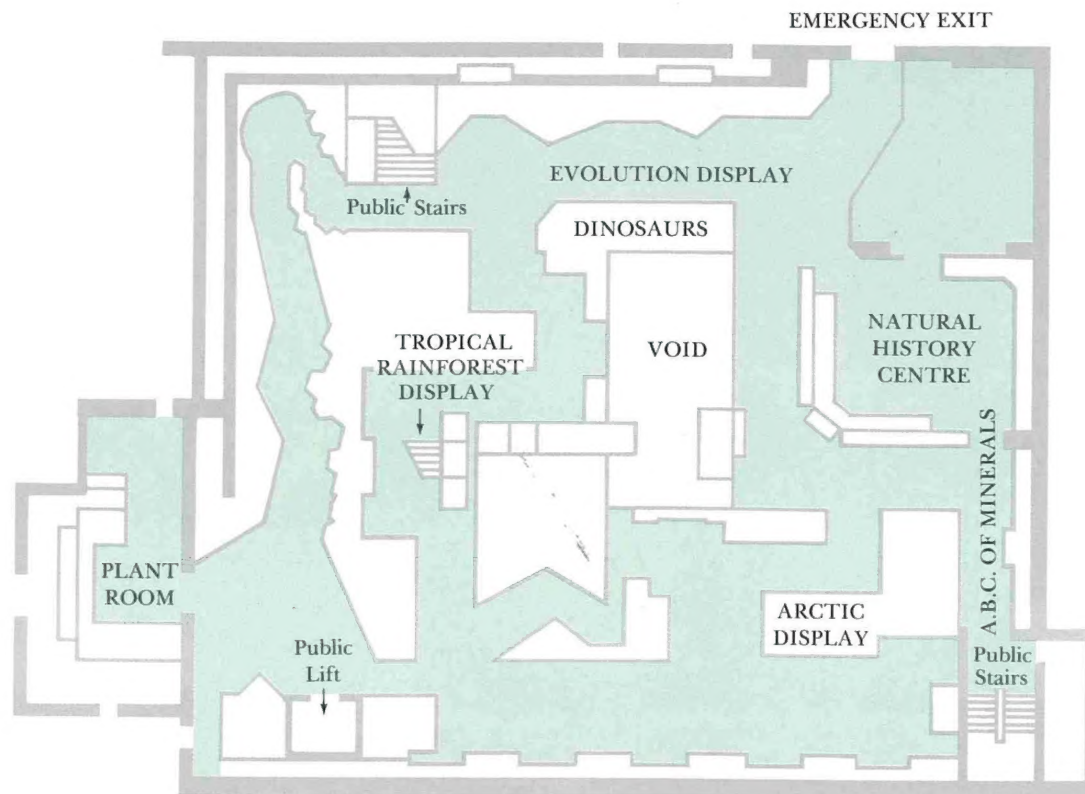 EMERGENCY EXIT
EVOLUTION DISPLAY
Public Stairs
DINOSAURS
NATURAL
HISTORY
CENTRE
TROPICAL
RAINFOREST
DISPLAY
VOID
A.B.C. OF MINERALS
PLANT
ROOM
ARCTIC
DISPLAY
Public
Lift
Public
Stairs